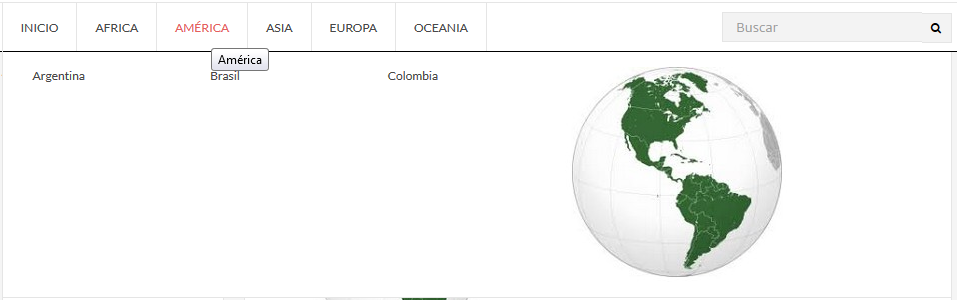 INICIO AFRICA AMÉRICA ASIA EUROPA OCEANIA Buscar
América
Argentina Brasil Colombia